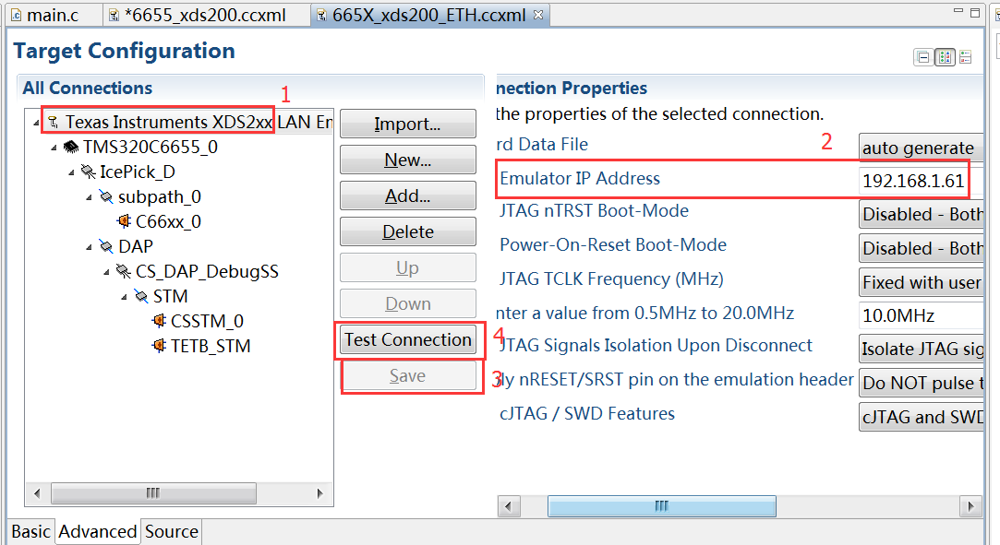 main.c
*6655_xds200.ccxml
665X_xds200_ETH.ccxml
Target Configuration
All Connections
1
Texas Instruments XDS2xx LAN En
TMS320C6655_0
IcePick_D
subpath_0
C66xx_0
DAP
CS_DAP_DebugSS
STM
CSSTM_0
TETB_STM
Import...
New...
Add...
Delete
Up
Down
Test Connection
4
Save
3
nection Properties
the properties of the selected connection.
rd Data File
2
auto generate
Emulator IP Address
192.168.1.61
JTAG nTRST Boot-Mode
Disabled - Both
Power-On-Reset Boot-Mode
Disabled - Both
JTAG TCLK Frequency (MHz)
Fixed with user
nter a value from 0.5MHz to 20.0MHz
10.0MHz
JTAG Signals Isolation Upon Disconnect
Isolate JTAG sig
ly nRESET/SRST pin on the emulation header
Do NOT pulse t
cJTAG / SWD Features
cJTAG and SWD
Basic
Advanced
Source